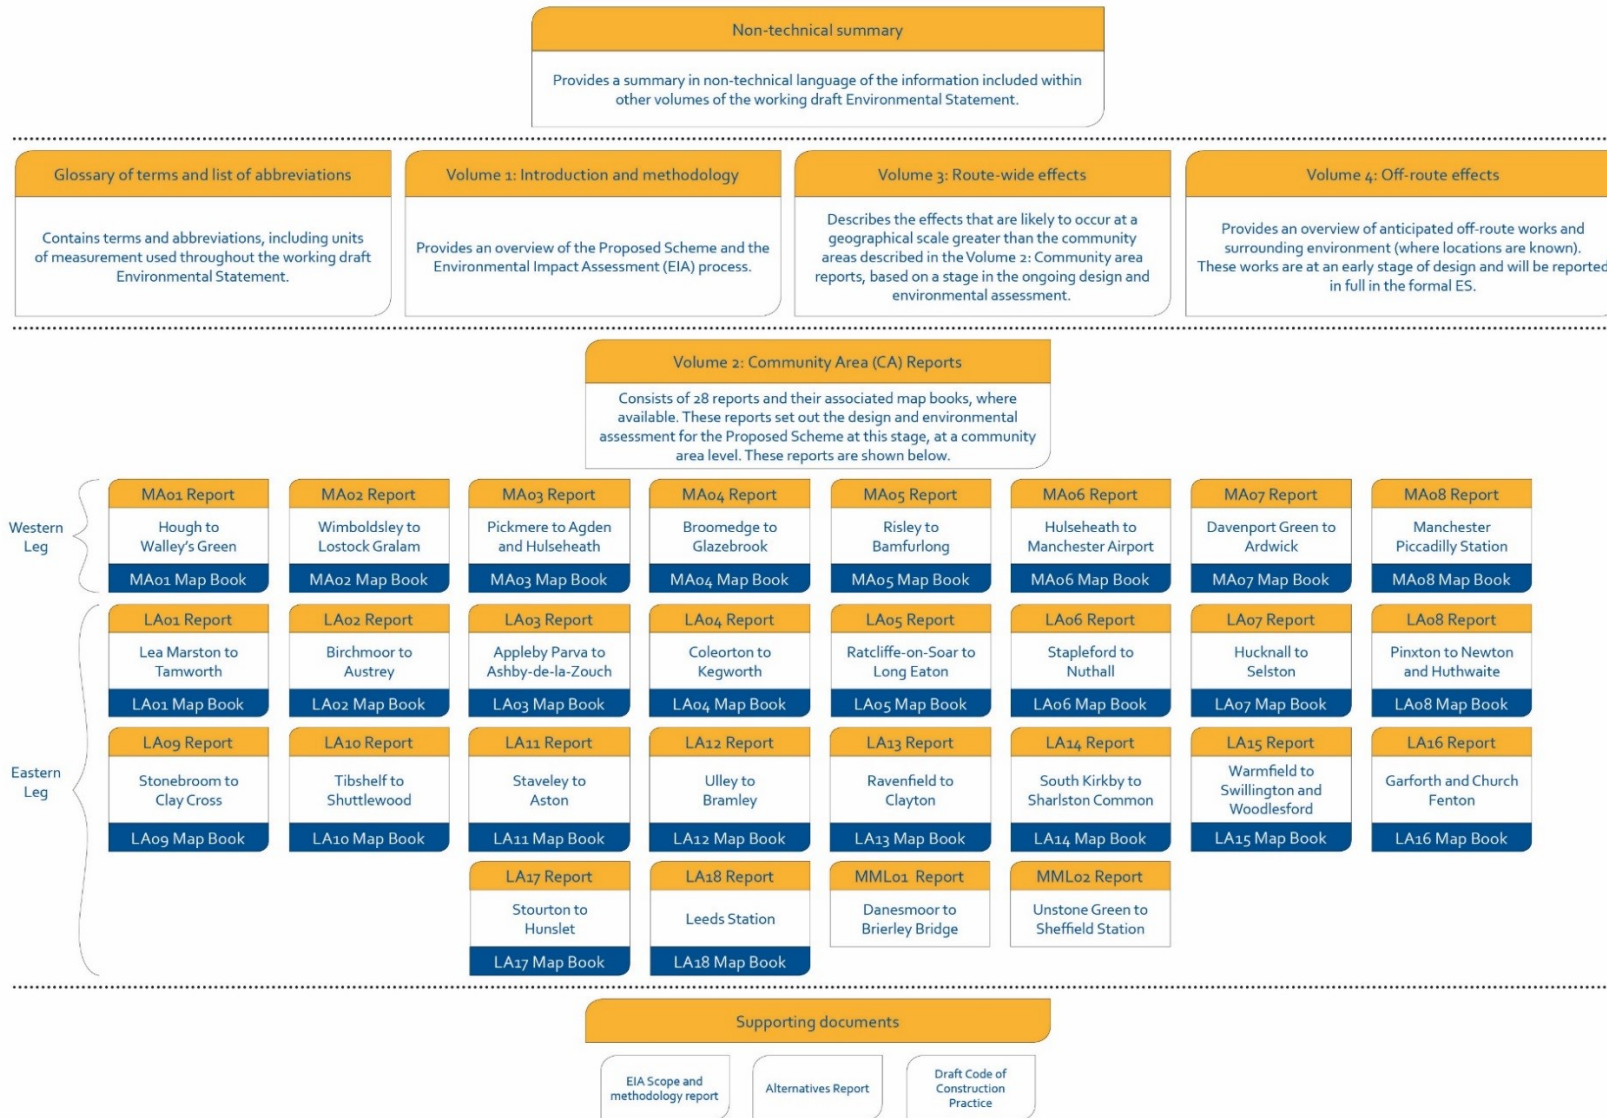 Non-technical summary
Provides a summary in non-technical language of the information included within
other volumes of the working draft Environmental Statement.
Glossary of terms and list of abbreviations
Contains terms and abbreviations, including units
of measurement used throughout the working draft
Environmental Statement.
Volume 1: Introduction and methodology
Provides an overview of the Proposed Scheme and the
Environmental Impact Assessment (EIA) process.
Volume 3: Route-wide effects
Describes the effects that are likely to occur at a
geographical scale greater than the community
areas described in the Volume 2: Community area
reports, based on a stage in the ongoing design and
environmental assessment.
Volume 4: Off-route effects
Provides an overview of anticipated off-route works and
surrounding environment (where locations are known).
These works are at an early stage of design and will be reported
in full in the formal ES.
Volume 2: Community Area (CA) Reports
Consists of 28 reports and their associated map books, where
available. These reports set out the design and environmental
assessment for the Proposed Scheme at this stage, at a community
area level. These reports are shown below.
Western
Leg
MA01 Report
Hough to
Walley's Green
MA01 Map Book
MA02 Report
Wimboldsley to
Lostock Gralam
MA02 Map Book
MA03 Report
Pickmere to Agden
and Hulseheath
MA03 Map Book
MA04 Report
Broomedge to
Glazebrook
MA04 Map Book
MA05 Report
Risley to
Bamfurlong
MA05 Map Book
MA06 Report
Hulseheath to
Manchester Airport
MA06 Map Book
MA07 Report
Davenport Green to
Ardwick
MA07 Map Book
MA08 Report
Manchester
Piccadilly Station
MA08 Map Book
Eastern
Leg
LA01 Report
Lea Marston to
Tamworth
LA01 Map Book
LA02 Report
Birchmoor to
Austrey
LA02 Map Book
LA03 Report
Appleby Parva to
Ashby-de-la-Zouch
LA03 Map Book
LA04 Report
Coleorton to
Kegworth
LA04 Map Book
LA05 Report
Ratcliffe-on-Soar to
Long Eaton
LA05 Map Book
LA06 Report
Stapleford to
Nuthall
LA06 Map Book
LA07 Report
Hucknall to
Selston
LA07 Map Book
LA08 Report
Pinxton to Newton
and Huthwaite
LA08 Map Book
LA09 Report
Stonebroom to
Clay Cross
LA09 Map Book
LA10 Report
Tibshelf to
Shuttlewood
LA10 Map Book
LA11 Report
Staveley to
Aston
LA11 Map Book
LA12 Report
Ulley to
Bramley
LA12 Map Book
LA13 Report
Ravenfield to
Clayton
LA13 Map Book
LA14 Report
South Kirkby to
Sharlston Common
LA14 Map Book
LA15 Report
Warmfield to
Swillington and
Woodlesford
LA15 Map Book
LA16 Report
Garforth and Church
Fenton
LA16 Map Book
LA17 Report
Stourton to
Hunslet
LA17 Map Book
LA18 Report
Leeds Station
LA18 Map Book
MML01 Report
Danesmoor to
Brierley Bridge
MML02 Report
Unstone Green to
Sheffield Station
Supporting documents
EIA Scope and
methodology report
Alternatives Report
Draft Code of
Construction
Practice